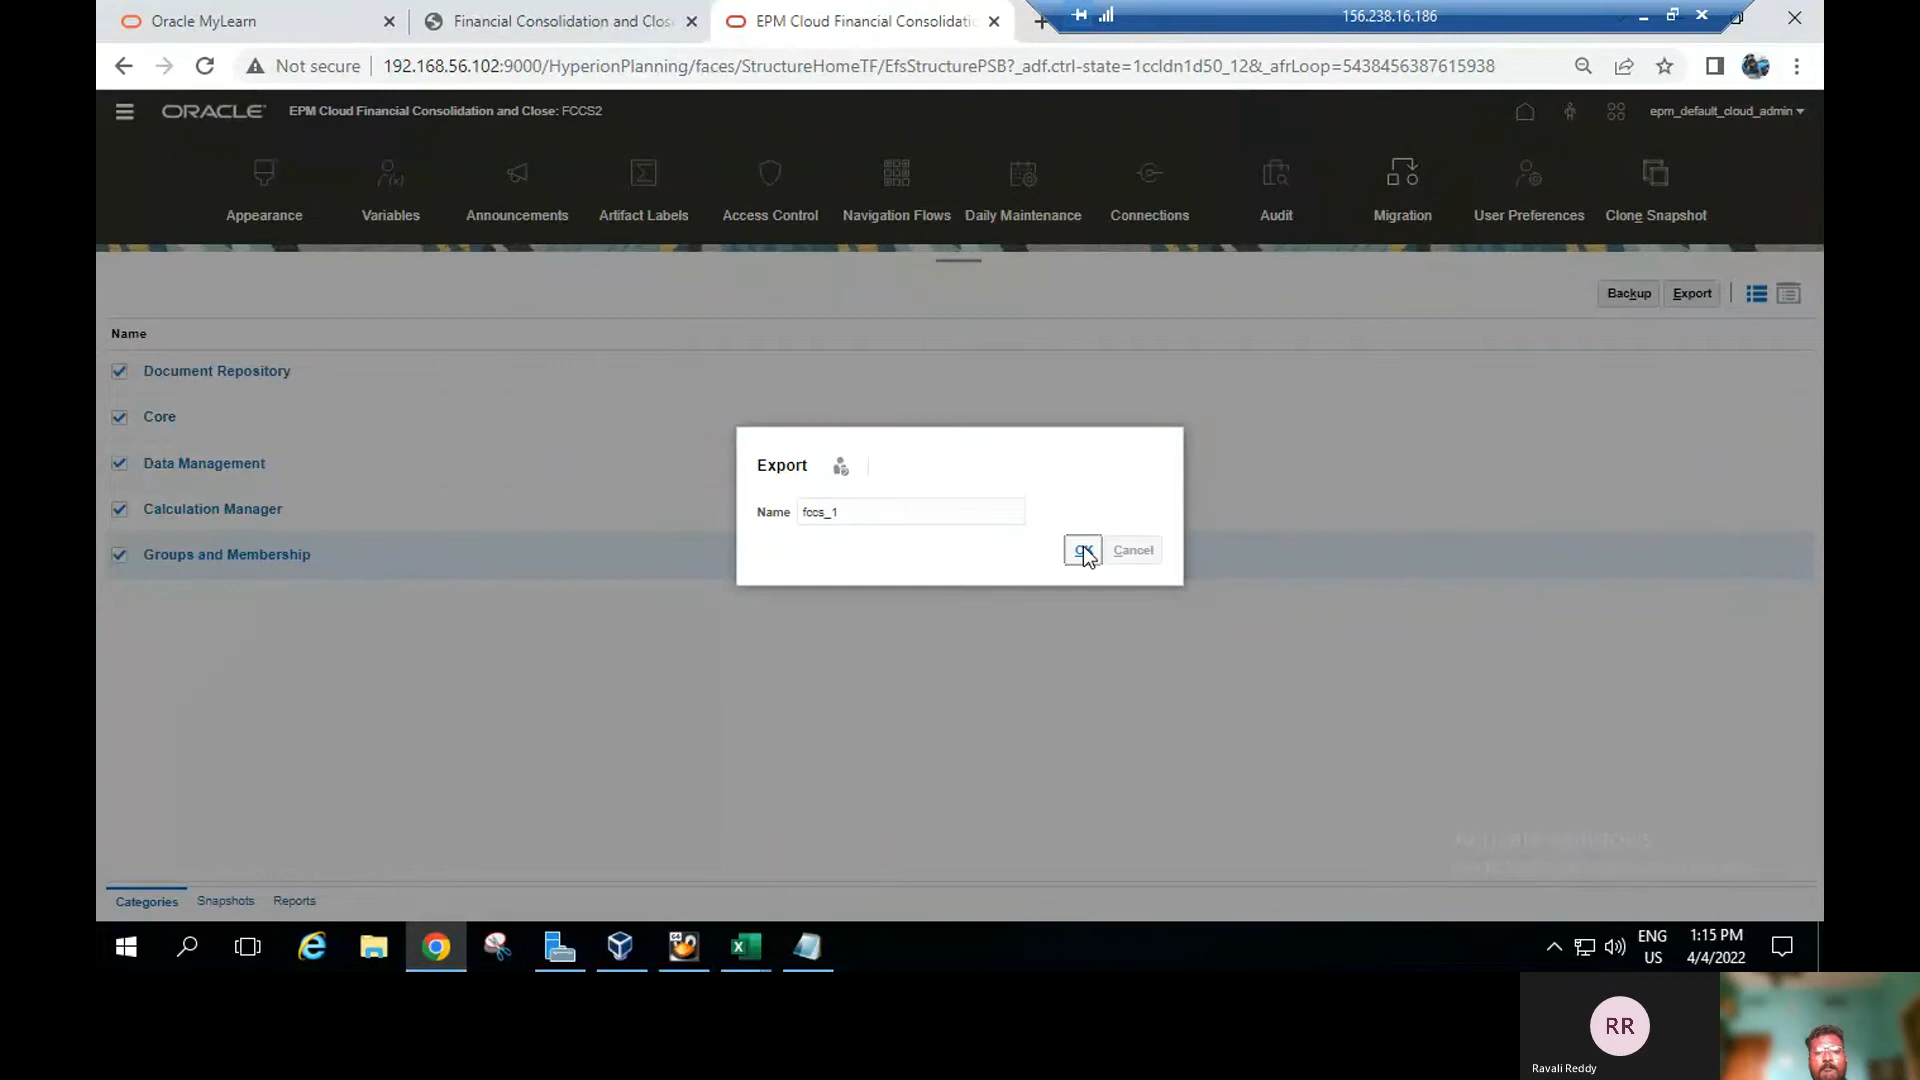 Oracle MyLearn
Financial Consolidation and Clos
EPM Cloud Financial Consolidati
156.238.16.186
Not secure
192.168.56.102:9000/HyperionPlanning/faces/StructureHomeTF/EfsStructurePSB?_adf.ctrl-state=1ccldn1d50_12&_afrLoop=5438456387615938
ORACLE
EPM Cloud Financial Consolidation and Close: FCCS2
epm_default_cloud_admin
Appearance
Variables
Announcements
Artifact Labels
Access Control
Navigation Flows
Daily Maintenance
Connections
Audit
Migration
User Preferences
Clone Snapshot
Backup
Export
Name
Document Repository
Core
Data Management
Calculation Manager
Groups and Membership
Export
Name
fccs_1
OK
Cancel
Categories
Snapshots
Reports
ENG
US
1:15 PM
4/4/2022
RR
Ravali Reddy